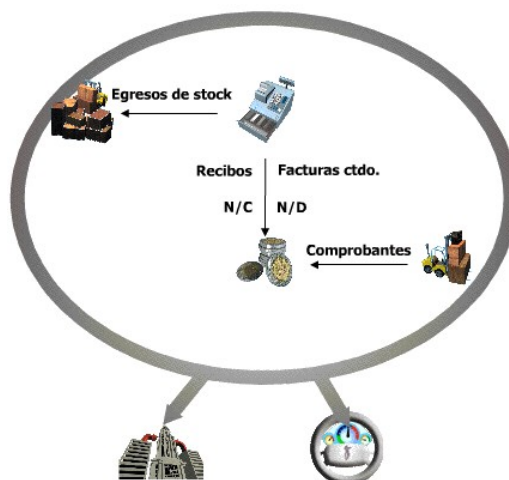 Egresos de stock
Recibos Facturas ctdo.
N/C N/D
Comprobantes